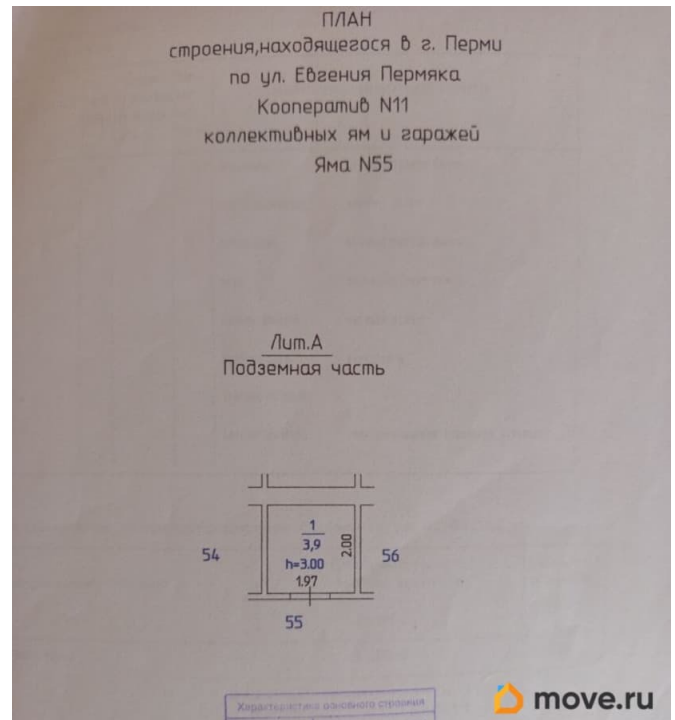 ПЛАН
строения,находящегося в г. Перми
по ул. Евгения Пермяка
Кооператив N11
коллективных ям и гаражей
Яма N55
Лит.А
Подземная часть
1
3,9
h=3.00
2.00
1.97
54
56
55
Характеристика основного строения
move.ru